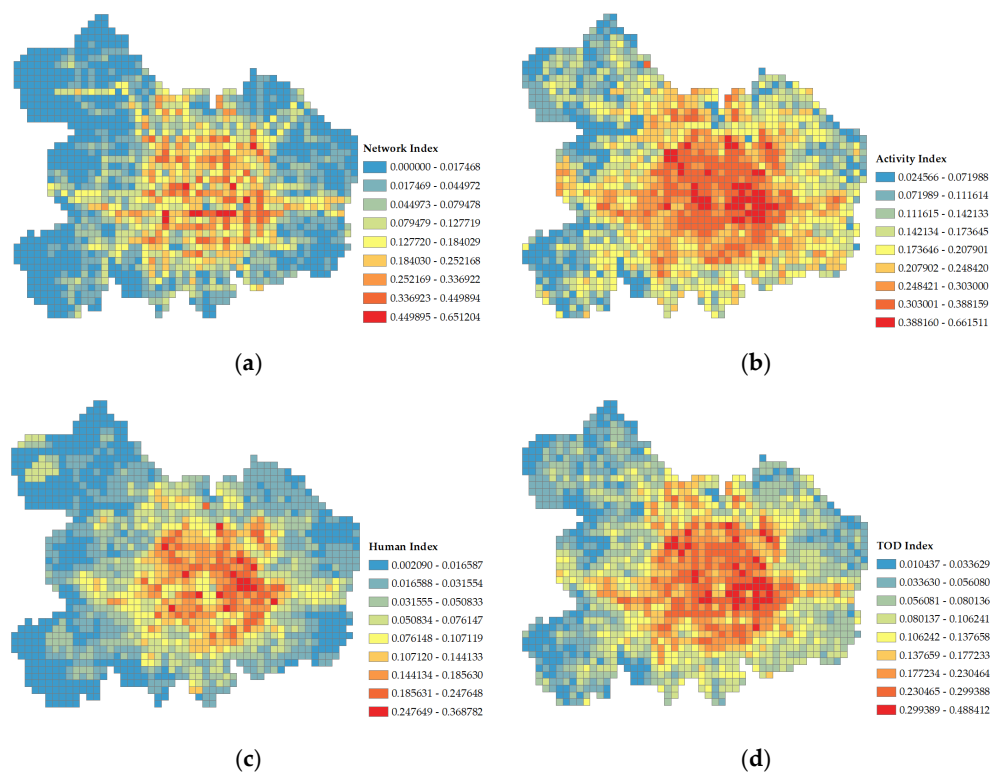 Network Index
0.000000 - 0.017468
0.017469 - 0.044972
0.044973 - 0.079478
0.079479 - 0.127719
0.127720 - 0.184029
0.184030 - 0.252168
0.252169 - 0.336922
0.336923 - 0.449894
0.449895 - 0.651204
(a)
Activity Index
0.024566 - 0.071988
0.071989 - 0.111614
0.111615 - 0.142133
0.142134 - 0.173645
0.173646 - 0.207901
0.207902 - 0.248420
0.248421 - 0.303000
0.303001 - 0.388159
0.388160 - 0.661511
(b)
Human Index
0.002090 - 0.016587
0.016588 - 0.031554
0.031555 - 0.050833
0.050834 - 0.076147
0.076148 - 0.107119
0.107120 - 0.144133
0.144134 - 0.185630
0.185631 - 0.247648
0.247649 - 0.368782
(c)
TOD Index
0.010437 - 0.033629
0.033630 - 0.056080
0.056081 - 0.080136
0.080137 - 0.106241
0.106242 - 0.137658
0.137659 - 0.177233
0.177234 - 0.230464
0.230465 - 0.299388
0.299389 - 0.488412
(d)